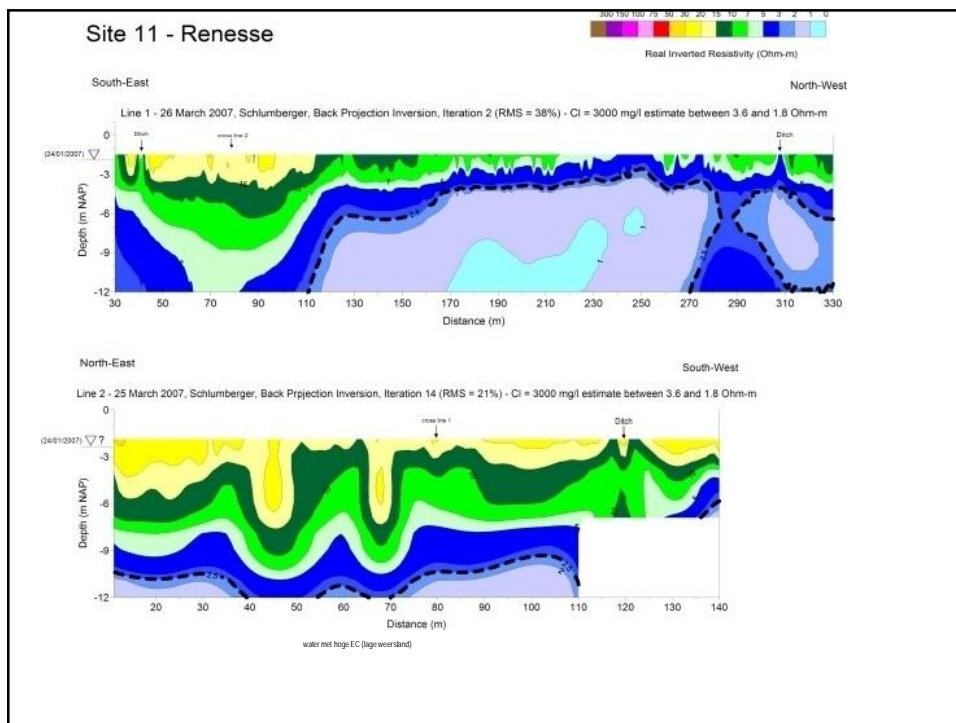 Site 11 - Renesse
300 150 100 75 50 30 20 15 10 7 5 3 2 1 0
Real Inverted Resistivity (Ohm-m)
South-East
North-West
Line 1 - 26 March 2007, Schlumberger, Back Projection Inversion, Iteration 2 (RMS = 38%) - Cl = 3000 mg/l estimate between 3.6 and 1.8 Ohm-m
Ditch
cross line 2
Ditch
(24/01/2007)
Depth (m NAP)
0
-3
-6
-9
-12
30 50 70 90 110 130 150 170 190 210 230 250 270 290 310 330
Distance (m)
North-East
South-West
Line 2 - 25 March 2007, Schlumberger, Back Projection Inversion, Iteration 14 (RMS = 21%) - Cl = 3000 mg/l estimate between 3.6 and 1.8 Ohm-m
cross line 1
Ditch
(24/01/2007) ?
Depth (m NAP)
0
-3
-6
-9
-12
2.5
20 30 40 50 60 70 80 90 100 110 120 130 140
Distance (m)
water met hoge EC (lage weerstand)